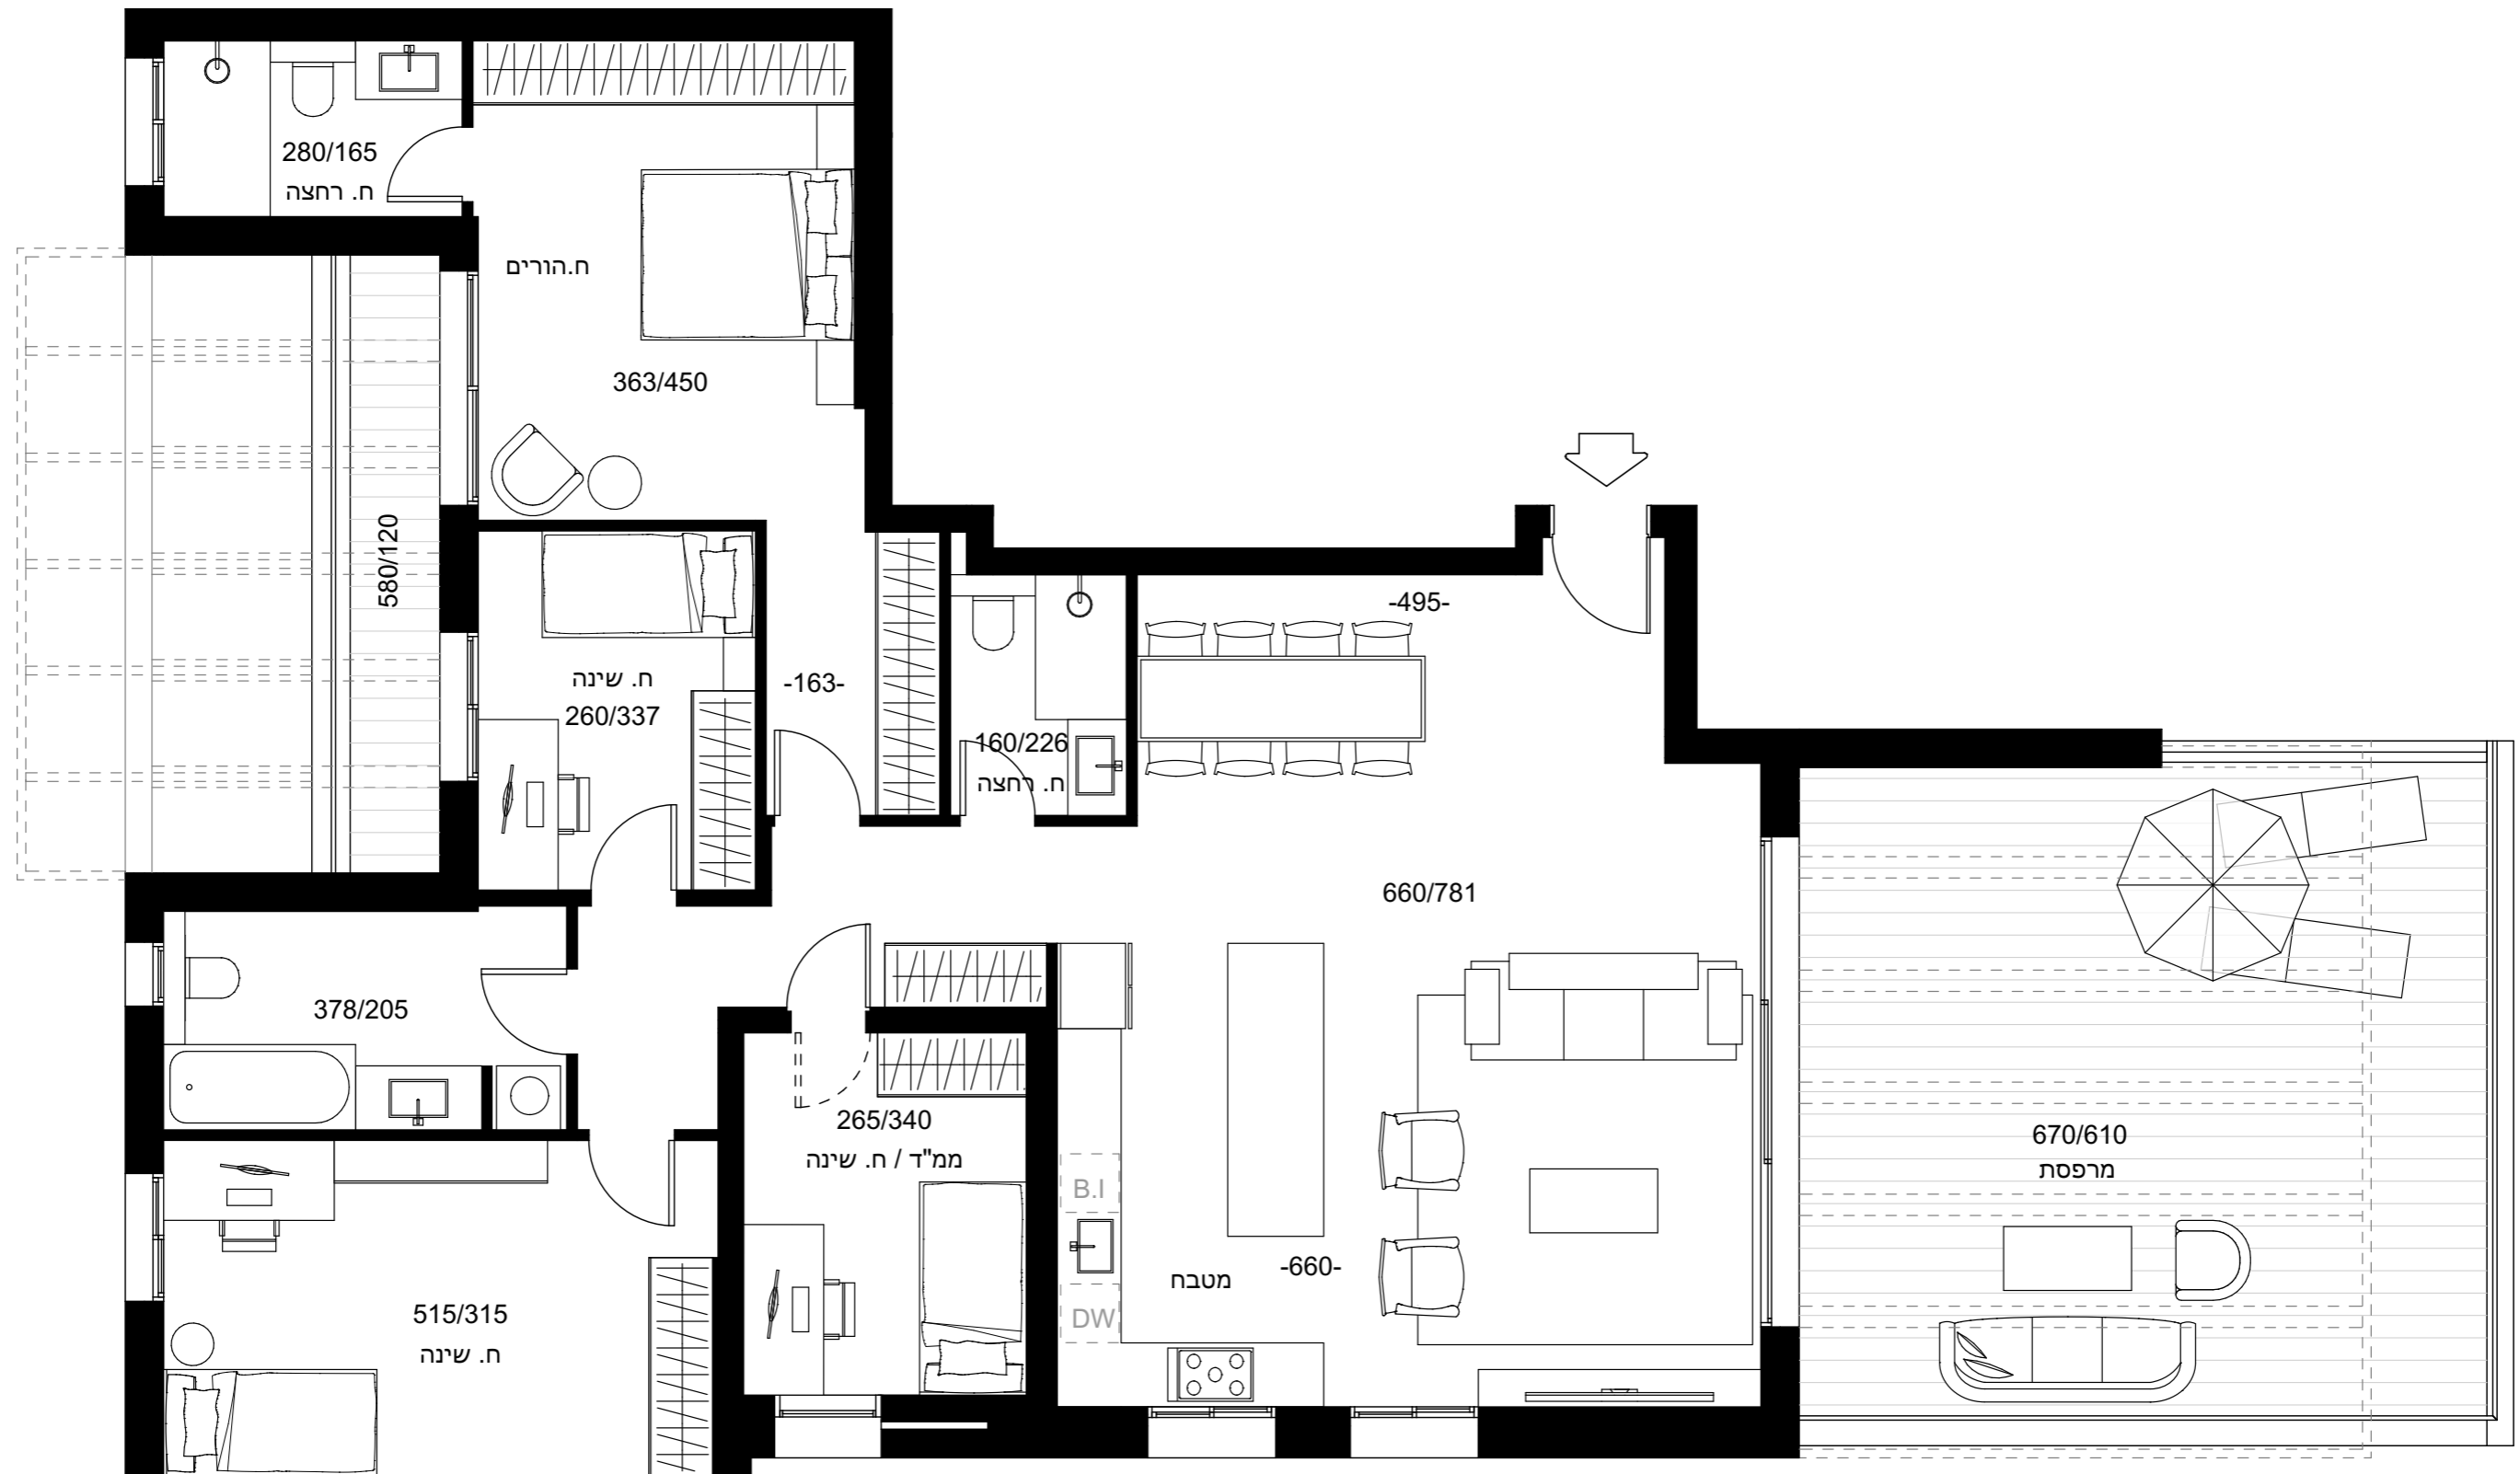 280/165
ח. רחצה
ח.הורים
363/450
580/120
-495-
ח. שינה
260/337
-163-
160/226
ח. רחצה
660/781
378/205
265/340
ממ"ד / ח. שינה
670/610
מרפסת
B.I
-660-
מטבח
DW
515/315
ח. שינה